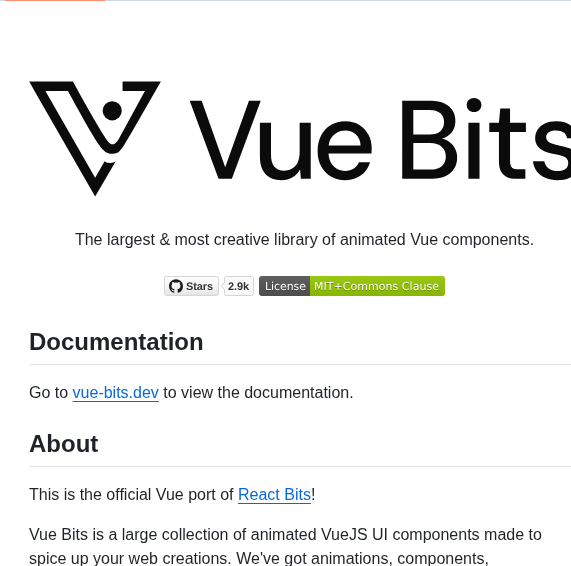 Vue Bits
The largest & most creative library of animated Vue components.
Stars 2.9k License MIT+Commons Clause
Documentation
Go to vue-bits.dev to view the documentation.
About
This is the official Vue port of React Bits!
Vue Bits is a large collection of animated VueJS UI components made to
spice up your web creations. We've got animations, components,